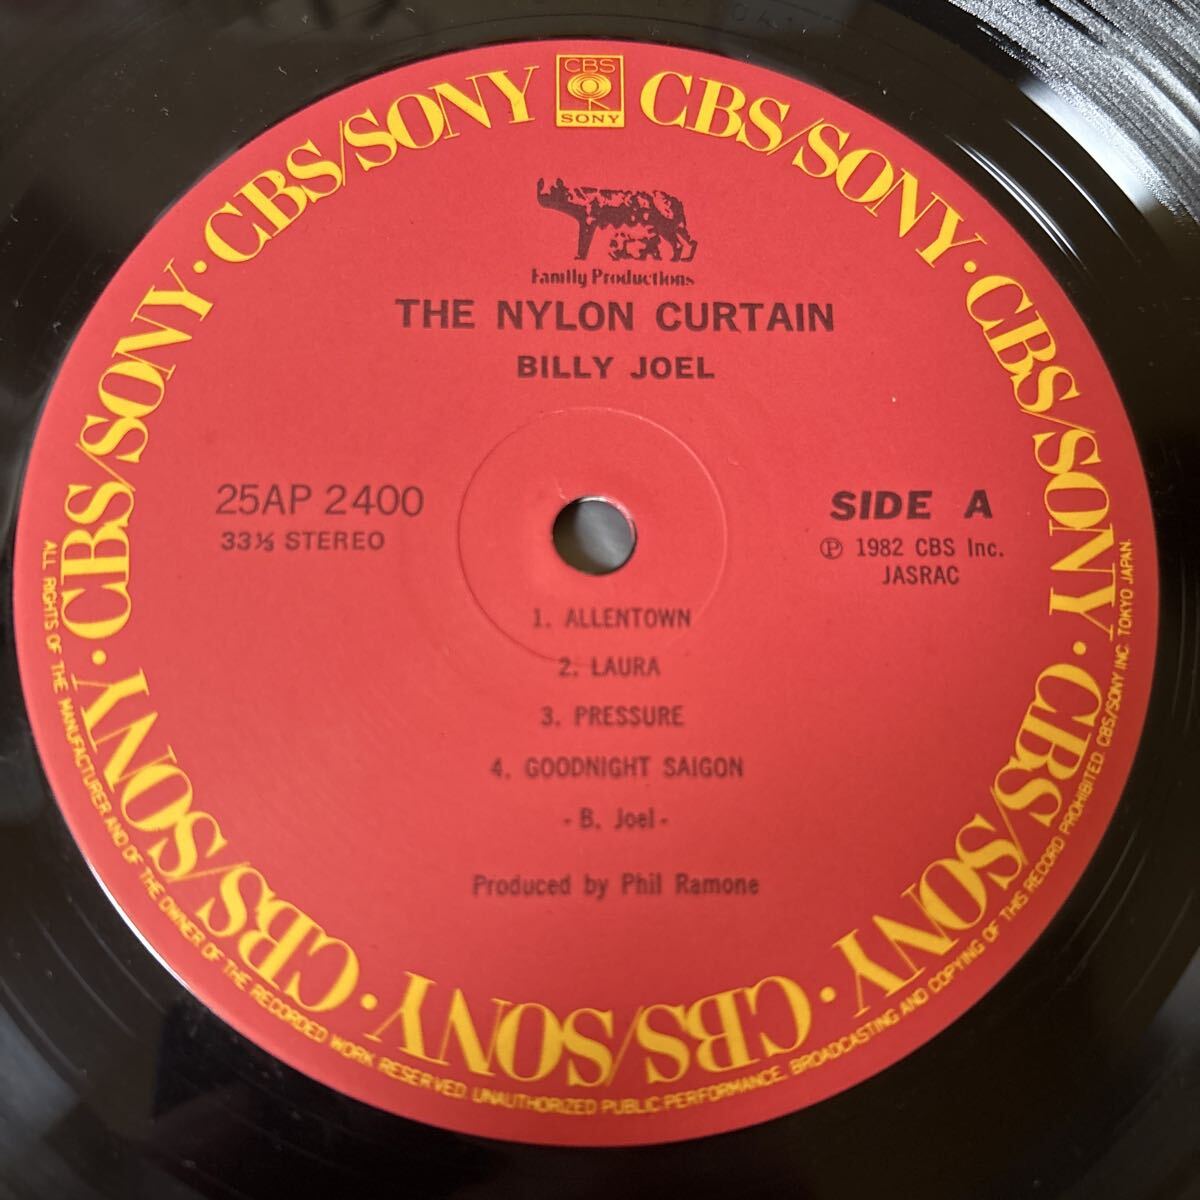 CBS
SONY
CBS/SONY · CBS/SONY · CBS/SONY · CBS/SONY · CBS/SONY · CBS/SONY · CBS/SONY · CBS/SONY
Family Productions
THE NYLON CURTAIN
BILLY JOEL
25AP 2400
33⅓ STEREO
SIDE A
Ⓟ 1982 CBS Inc.
JASRAC
1. ALLENTOWN
2. LAURA
3. PRESSURE
4. GOODNIGHT SAIGON
- B. Joel -
Produced by Phil Ramone
ALL RIGHTS OF THE MANUFACTURER AND OF THE OWNER OF THE RECORDED WORK RESERVED. UNAUTHORIZED PUBLIC PERFORMANCE, BROADCASTING AND COPYING OF THIS RECORD PROHIBITED. CBS/SONY INC. TOKYO JAPAN.